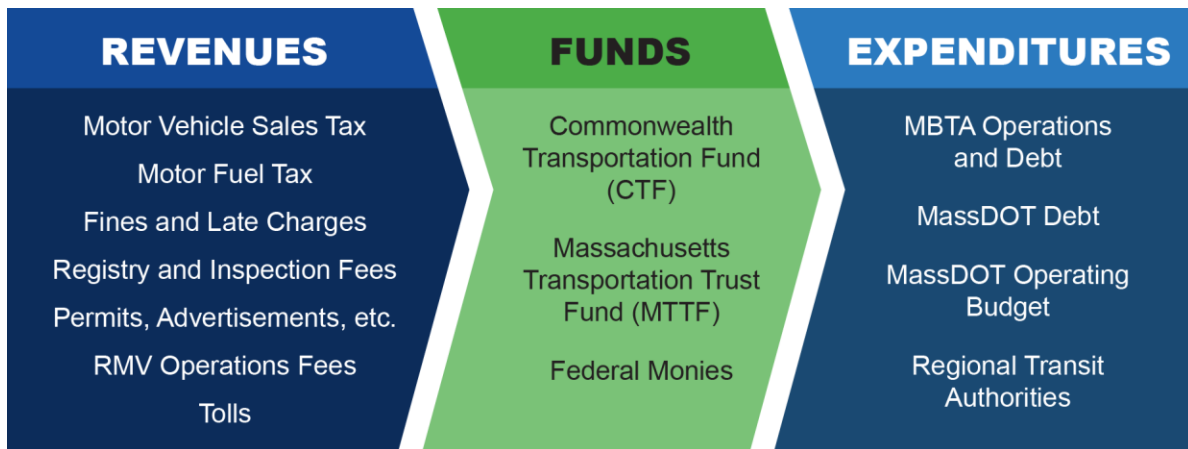 REVENUES
Motor Vehicle Sales Tax
Motor Fuel Tax
Fines and Late Charges
Registry and Inspection Fees
Permits, Advertisements, etc.
RMV Operations Fees
Tolls
FUNDS
Commonwealth
Transportation Fund
(CTF)
Massachusetts
Transportation Trust
Fund (MTTF)
Federal Monies
EXPENDITURES
MBTA Operations
and Debt
MassDOT Debt
MassDOT Operating
Budget
Regional Transit
Authorities